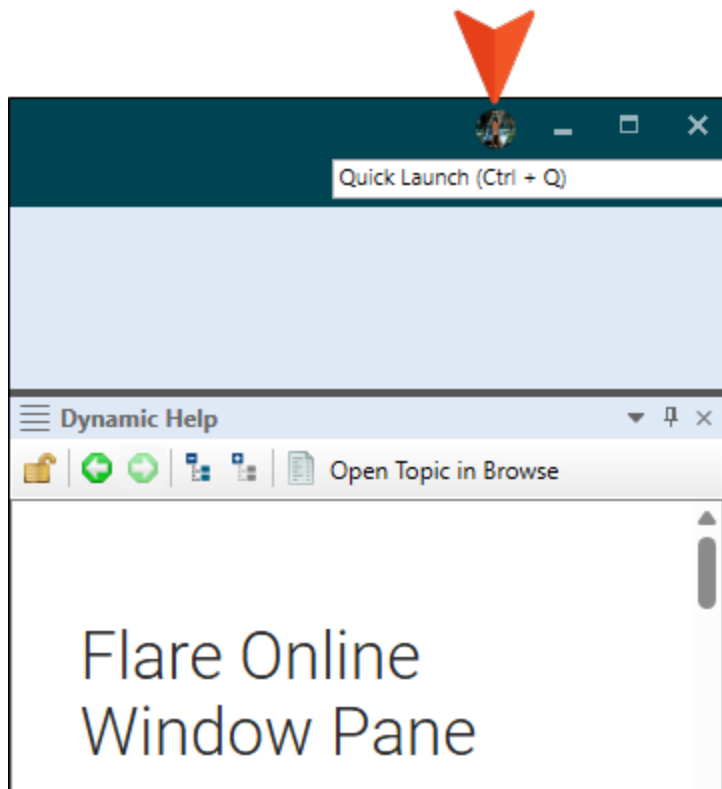 Quick Launch (Ctrl + Q)
Dynamic Help
Open Topic in Browse
Flare Online
Window Pane